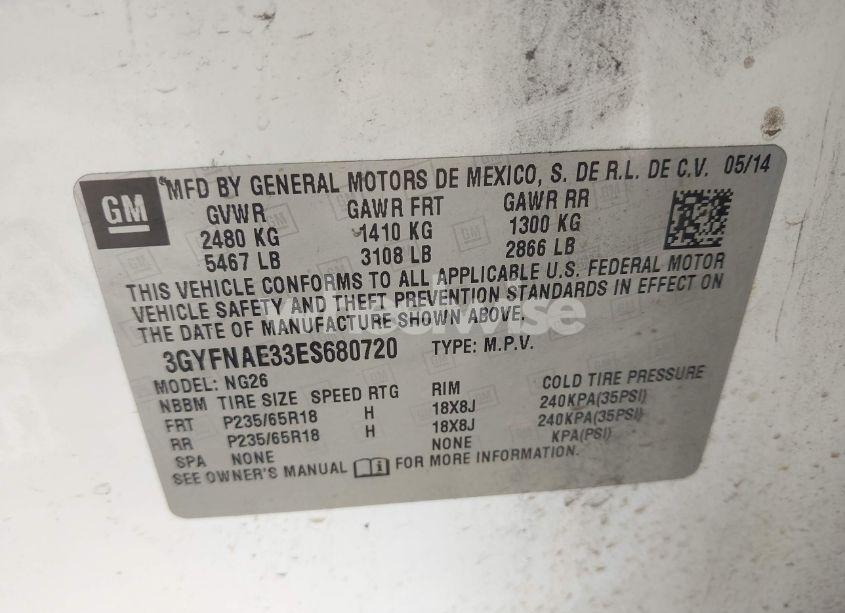 GM
MFD BY GENERAL MOTORS DE MEXICO, S. DE R.L. DE C.V. 05/14
GVWR GAWR FRT GAWR RR
2480 KG 1410 KG 1300 KG
5467 LB 3108 LB 2866 LB
THIS VEHICLE CONFORMS TO ALL APPLICABLE U.S. FEDERAL MOTOR
VEHICLE SAFETY AND THEFT PREVENTION STANDARDS IN EFFECT ON
THE DATE OF MANUFACTURE SHOWN ABOVE.
3GYFNAE33ES680720 TYPE: M.P.V.
MODEL: NG26
NBBM TIRE SIZE SPEED RTG RIM COLD TIRE PRESSURE
FRT P235/65R18 H 18X8J 240KPA(35PSI)
RR P235/65R18 H 18X8J 240KPA(35PSI)
SPA NONE NONE KPA(PSI)
SEE OWNER'S MANUAL FOR MORE INFORMATION.